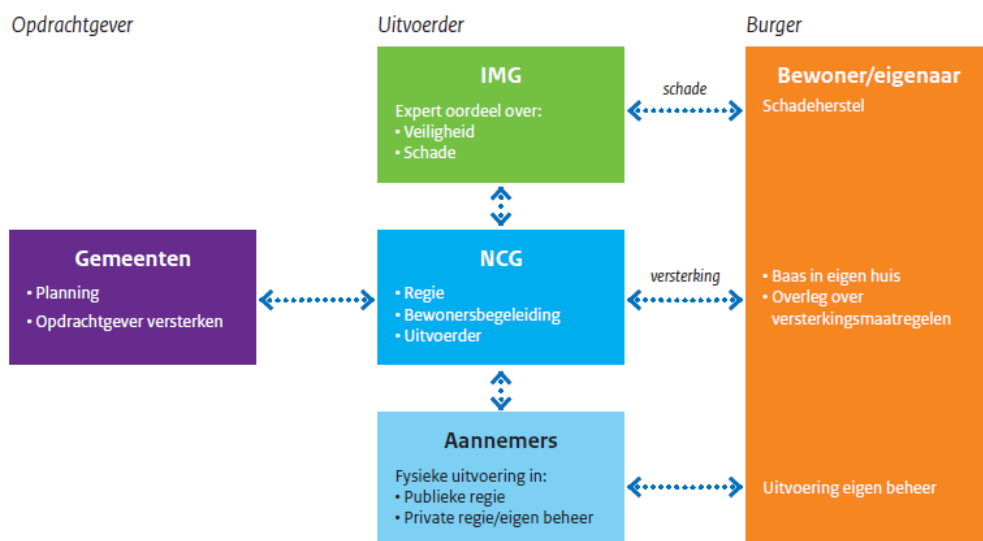 Opdrachtgever
Uitvoerder
Burger
IMG
Expert oordeel over:
• Veiligheid
• Schade
schade
Bewoner/eigenaar
Schadeherstel
Gemeenten
• Planning
• Opdrachtgever versterken
NCG
• Regie
• Bewonersbegeleiding
• Uitvoerder
versterking
• Baas in eigen huis
• Overleg over
versterkingsmaatregelen
Aannemers
Fysieke uitvoering in:
• Publieke regie
• Private regie/eigen beheer
Uitvoering eigen beheer